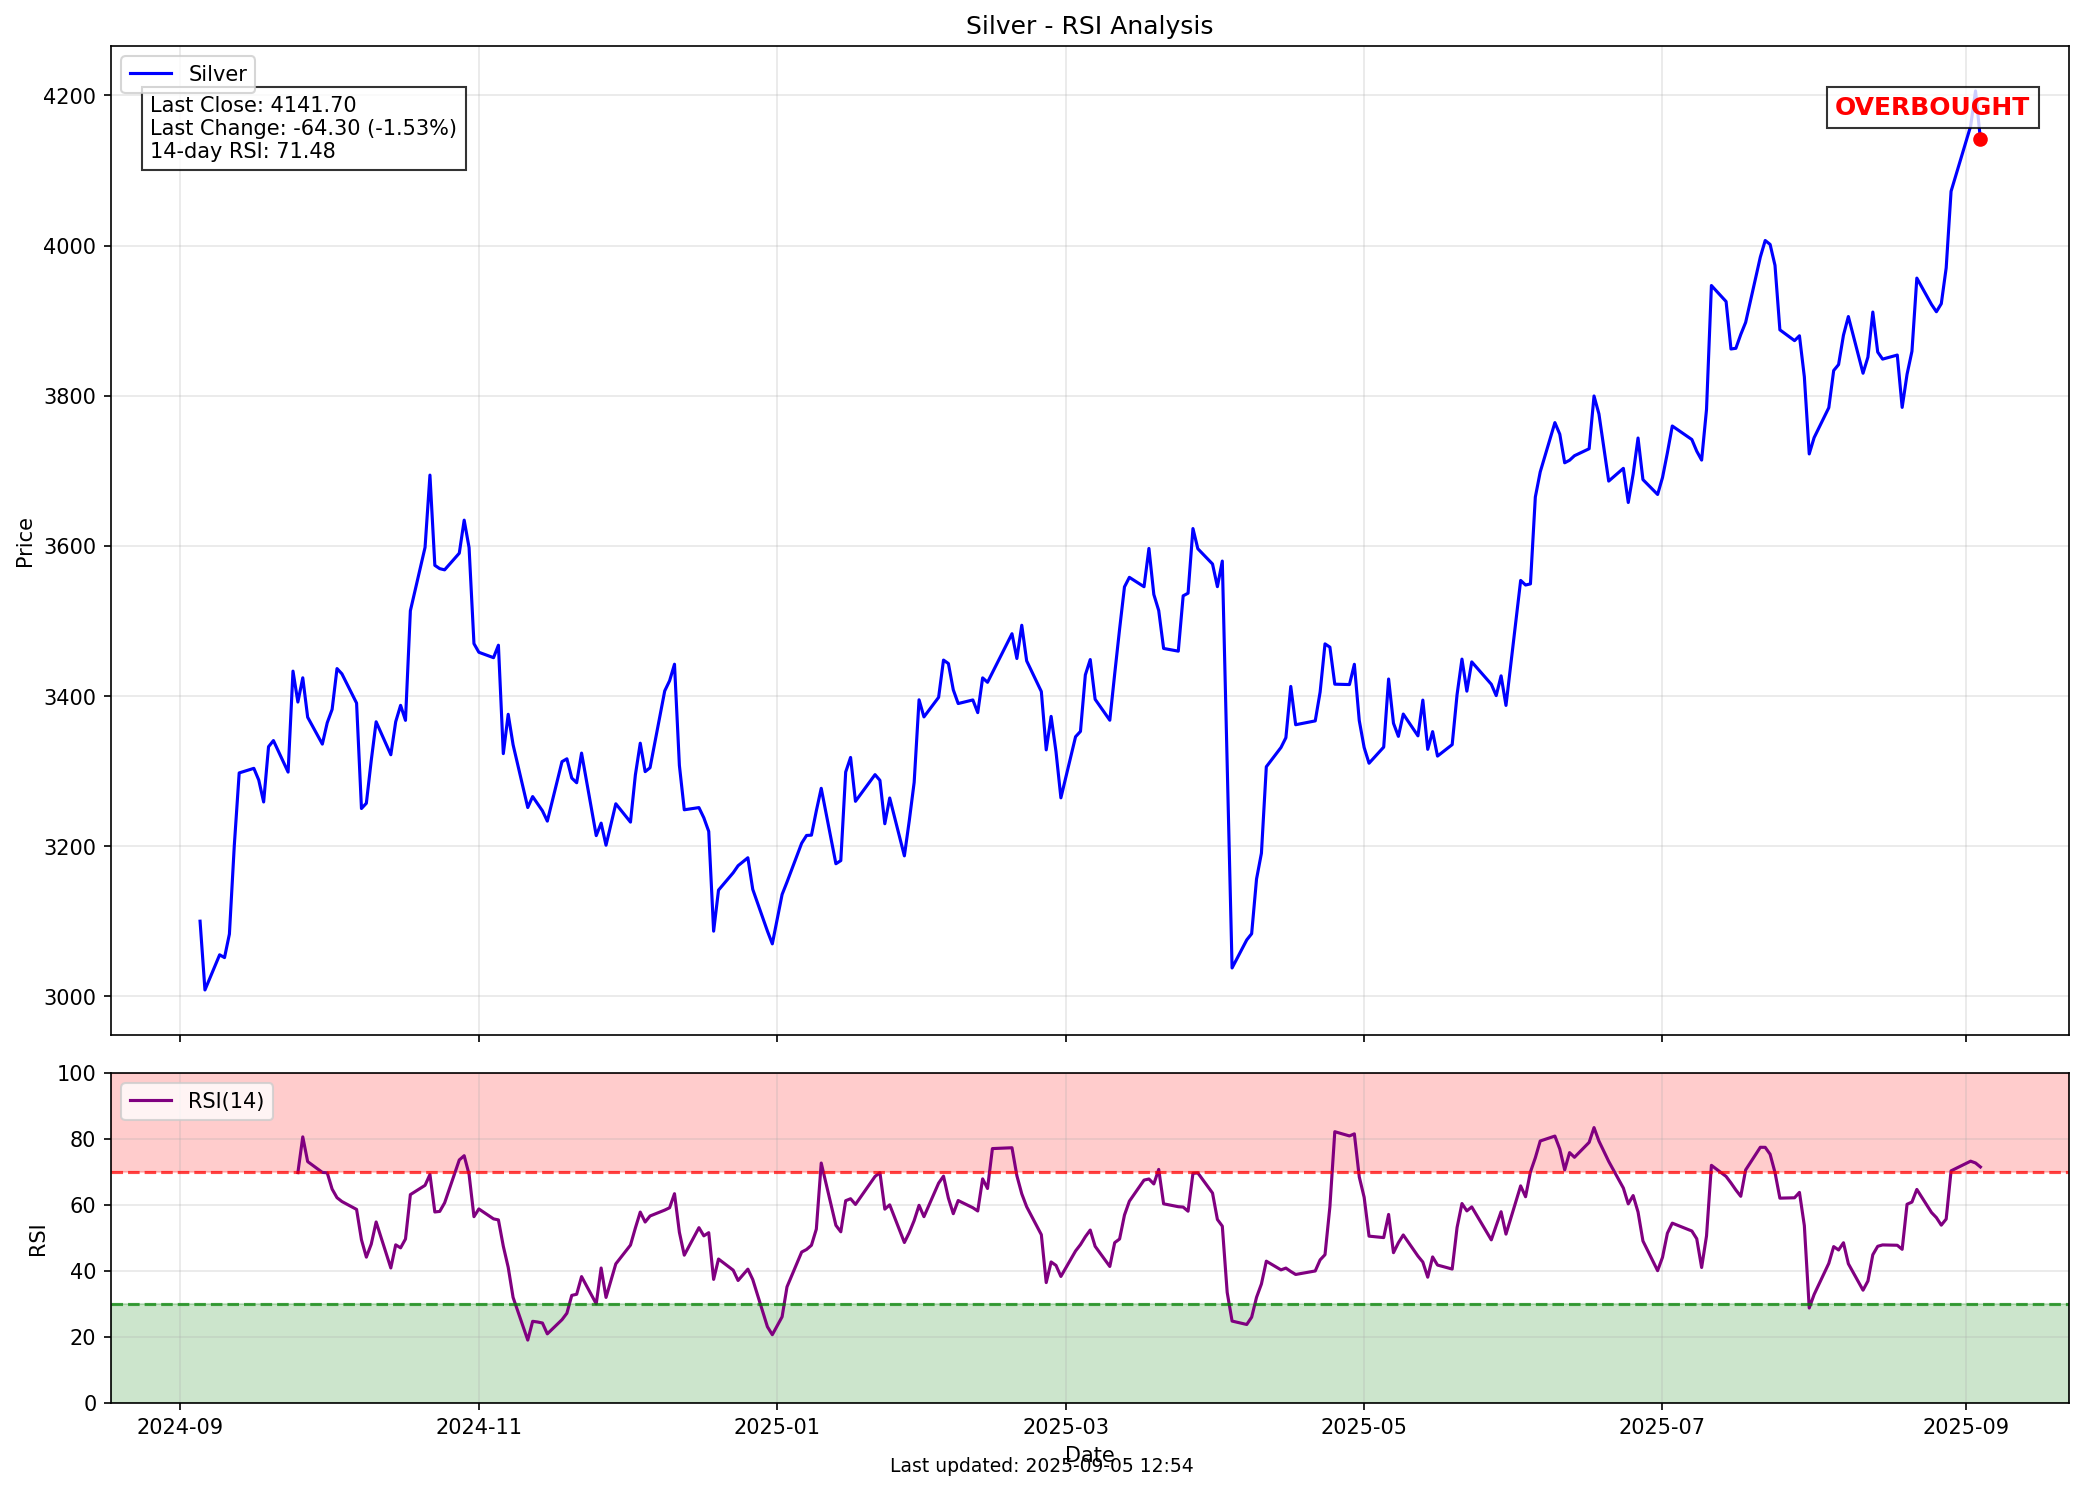 Silver - RSI Analysis
Silver
Last Close: 4141.70
Last Change: -64.30 (-1.53%)
14-day RSI: 71.48
OVERBOUGHT
4200
4000
3800
3600
3400
3200
3000
Price
RSI(14)
100
80
60
40
20
0
RSI
2024-09
2024-11
2025-01
2025-03
2025-05
2025-07
2025-09
Date
Last updated: 2025-09-05 12:54